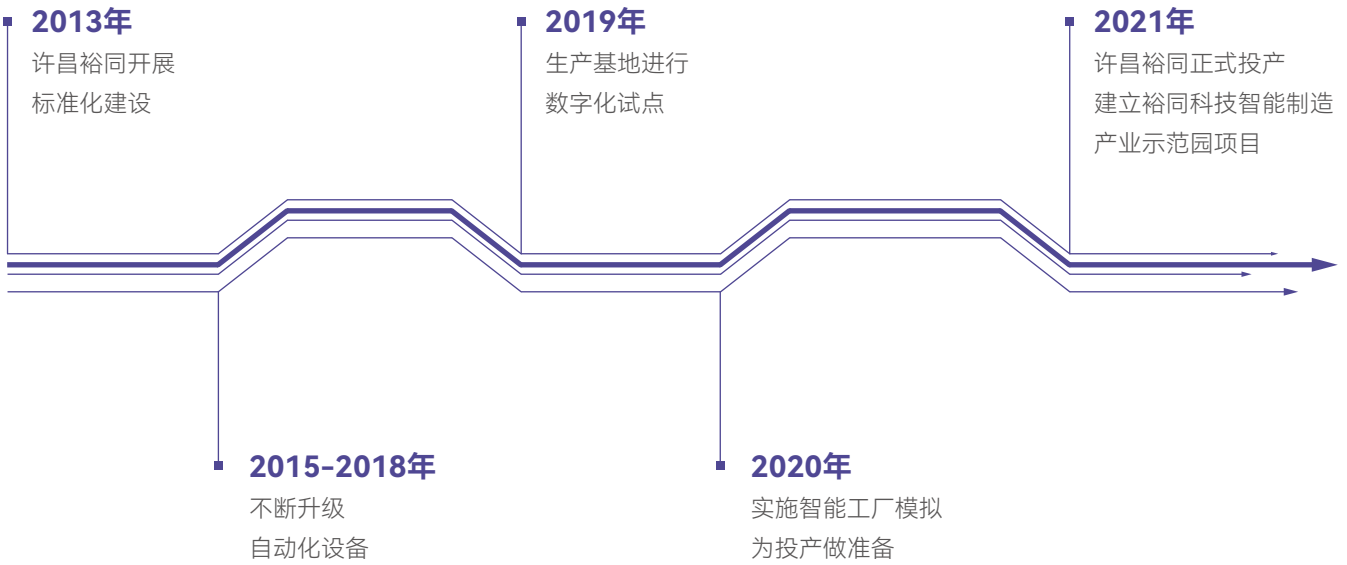 2013年
许昌裕同开展
标准化建设
2015-2018年
不断升级
自动化设备
2019年
生产基地进行
数字化试点
2020年
实施智能工厂模拟
为投产做准备
2021年
许昌裕同正式投产
建立裕同科技智能制造
产业示范园项目